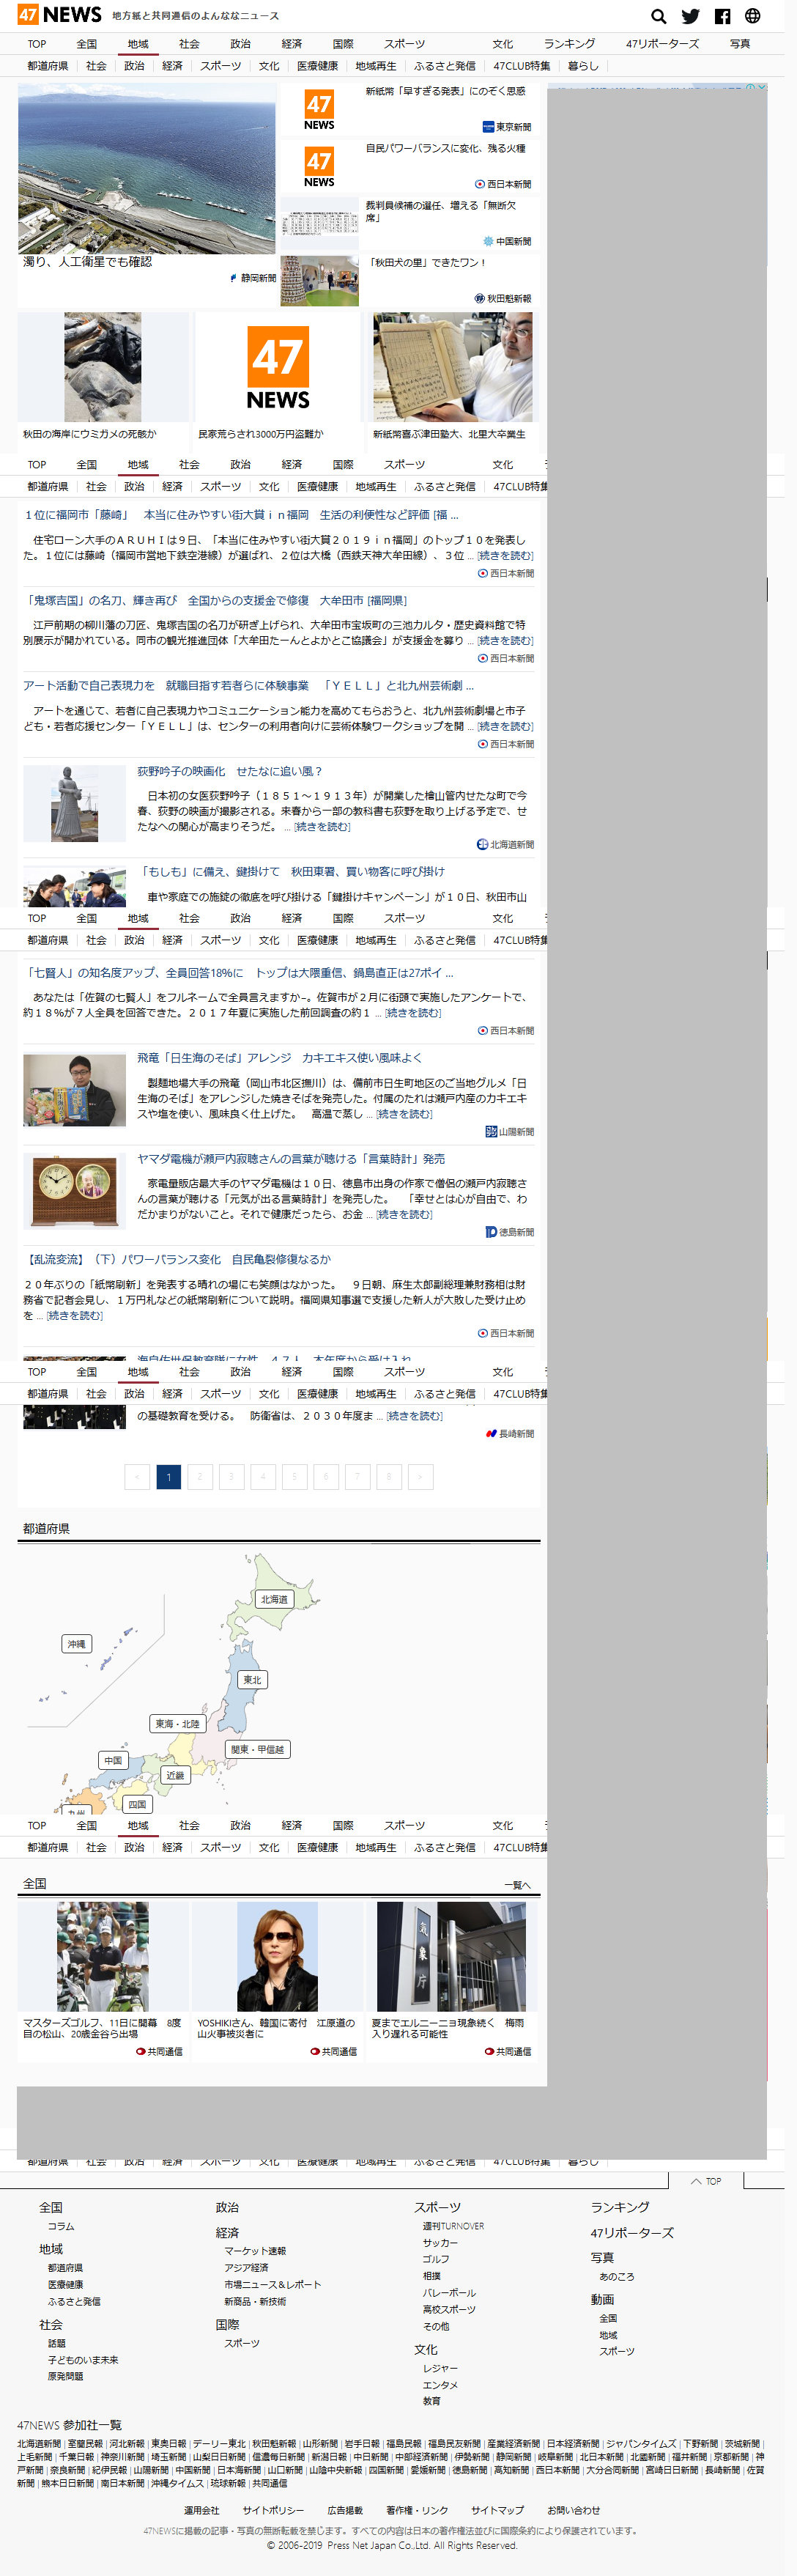 47 NEWS 地方紙と共同通信のよんななニュース
TOP 全国 地域 社会 政治 経済 国際 スポーツ 文化 ランキング 47リポーターズ 写真
都道府県 社会 政治 経済 スポーツ 文化 医療健康 地域再生 ふるさと発信 47CLUB特集 暮らし
濁り、人工衛星でも確認
静岡新聞
47 NEWS
新紙幣「早すぎる発表」にのぞく思惑
東京新聞
47 NEWS
自民パワーバランスに変化、残る火種
西日本新聞
裁判員候補の選任、増える「無断欠
席」
中国新聞
「秋田犬の里」できたワン！
秋田魁新報
47
NEWS
秋田の海岸にウミガメの死骸か
民家荒らされ3000万円盗難か
新紙幣喜ぶ津田塾大、北里大卒業生
TOP 全国 地域 社会 政治 経済 国際 スポーツ 文化
都道府県 社会 政治 経済 スポーツ 文化 医療健康 地域再生 ふるさと発信 47CLUB特集
１位に福岡市「藤崎」　本当に住みやすい街大賞ｉｎ福岡　生活の利便性など評価 [福 ...
住宅ローン大手のＡＲＵＨＩは９日、「本当に住みやすい街大賞２０１９ｉｎ福岡」のトップ１０を発表し
た。１位には藤崎（福岡市営地下鉄空港線）が選ばれ、２位は大橋（西鉄天神大牟田線）、３位 ... [続きを読む]
西日本新聞
「鬼塚吉国」の名刀、輝き再び　全国からの支援金で修復　大牟田市 [福岡県]
江戸前期の柳川藩の刀匠、鬼塚吉国の名刀が研ぎ上げられ、大牟田市宝坂町の三池カルタ・歴史資料館で特
別展示が開かれている。同市の観光推進団体「大牟田たーんとよかとこ協議会」が支援金を募り ... [続きを読む]
西日本新聞
アート活動で自己表現力を　就職目指す若者らに体験事業　「ＹＥＬＬ」と北九州芸術劇 ...
アートを通じて、若者に自己表現力やコミュニケーション能力を高めてもらおうと、北九州芸術劇場と市子
ども・若者応援センター「ＹＥＬＬ」は、センターの利用者向けに芸術体験ワークショップを開 ... [続きを読む]
西日本新聞
荻野吟子の映画化　せたなに追い風？
日本初の女医荻野吟子（１８５１～１９１３年）が開業した檜山管内せたな町で今
春、荻野の映画が撮影される。来春から一部の教科書も荻野を取り上げる予定で、せ
たなへの関心が高まりそうだ。 ... [続きを読む]
北海道新聞
「もしも」に備え、鍵掛けて　秋田東署、買い物客に呼び掛け
車や家庭での施錠の徹底を呼び掛ける「鍵掛けキャンペーン」が１０日、秋田市山
TOP 全国 地域 社会 政治 経済 国際 スポーツ 文化
都道府県 社会 政治 経済 スポーツ 文化 医療健康 地域再生 ふるさと発信 47CLUB特集
「七賢人」の知名度アップ、全員回答18%に　トップは大隈重信、鍋島直正は27ポイ ...
あなたは「佐賀の七賢人」をフルネームで全員言えますか–。佐賀市が２月に街頭で実施したアンケートで、
約１８％が７人全員を回答できた。２０１７年夏に実施した前回調査の約１ ... [続きを読む]
西日本新聞
飛竜「日生海のそば」アレンジ　カキエキス使い風味よく
製麺地場大手の飛竜（岡山市北区撫川）は、備前市日生町地区のご当地グルメ「日
生海のそば」をアレンジした焼きそばを発売した。付属のたれは瀬戸内産のカキエキ
スや塩を使い、風味良く仕上げた。　高温で蒸し ... [続きを読む]
山陽新聞
ヤマダ電機が瀬戸内寂聴さんの言葉が聴ける「言葉時計」発売
家電量販店最大手のヤマダ電機は１０日、徳島市出身の作家で僧侶の瀬戸内寂聴さ
んの言葉が聴ける「元気が出る言葉時計」を発売した。　「幸せとは心が自由で、わ
だかまりがないこと。それで健康だったら、お金 ... [続きを読む]
徳島新聞
【乱流変流】（下）パワーバランス変化　自民亀裂修復なるか
２０年ぶりの「紙幣刷新」を発表する晴れの場にも笑顔はなかった。　９日朝、麻生太郎副総理兼財務相は財
務省で記者会見し、１万円札などの紙幣刷新について説明。福岡県知事選で支援した新人が大敗した受け止め
を ... [続きを読む]
西日本新聞
海自佐世保教育隊に女性　４７人　本年度から受け入れ
TOP 全国 地域 社会 政治 経済 国際 スポーツ 文化
都道府県 社会 政治 経済 スポーツ 文化 医療健康 地域再生 ふるさと発信 47CLUB特集
の基礎教育を受ける。　防衛省は、２０３０年度ま ... [続きを読む]
長崎新聞
< 1 2 3 4 5 6 7 8 >
都道府県
北海道
沖縄
東北
東海・北陸
関東・甲信越
中国
近畿
四国
九州
TOP 全国 地域 社会 政治 経済 国際 スポーツ 文化
都道府県 社会 政治 経済 スポーツ 文化 医療健康 地域再生 ふるさと発信 47CLUB特集
全国 一覧へ
気象庁
マスターズゴルフ、11日に開幕　8度
目の松山、20歳金谷ら出場
共同通信
YOSHIKIさん、韓国に寄付　江原道の
山火事被災者に
共同通信
夏までエルニーニョ現象続く　梅雨
入り遅れる可能性
共同通信
都道府県 社会 政治 経済 スポーツ 文化 医療健康 地域再生 ふるさと発信 47CLUB特集 暮らし
TOP
全国
コラム
地域
都道府県
医療健康
ふるさと発信
社会
話題
子どものいま未来
原発問題
政治
経済
マーケット速報
アジア経済
市場ニュース＆レポート
新商品・新技術
国際
スポーツ
スポーツ
週刊TURNOVER
サッカー
ゴルフ
相撲
バレーボール
高校スポーツ
その他
文化
レジャー
エンタメ
教育
ランキング
47リポーターズ
写真
あのころ
動画
全国
地域
スポーツ
47NEWS 参加社一覧
北海道新聞 | 室蘭民報 | 河北新報 | 東奥日報 | デーリー東北 | 秋田魁新報 | 山形新聞 | 岩手日報 | 福島民報 | 福島民友新聞 | 産業経済新聞 | 日本経済新聞 | ジャパンタイムズ | 下野新聞 | 茨城新聞 |
上毛新聞 | 千葉日報 | 神奈川新聞 | 埼玉新聞 | 山梨日日新聞 | 信濃毎日新聞 | 新潟日報 | 中日新聞 | 中部経済新聞 | 伊勢新聞 | 静岡新聞 | 岐阜新聞 | 北日本新聞 | 北國新聞 | 福井新聞 | 京都新聞 | 神
戸新聞 | 奈良新聞 | 紀伊民報 | 山陽新聞 | 中国新聞 | 日本海新聞 | 山口新聞 | 山陰中央新報 | 四国新聞 | 愛媛新聞 | 徳島新聞 | 高知新聞 | 西日本新聞 | 大分合同新聞 | 宮崎日日新聞 | 長崎新聞 | 佐賀
新聞 | 熊本日日新聞 | 南日本新聞 | 沖縄タイムス | 琉球新報 | 共同通信
運用会社 サイトポリシー 広告掲載 著作権・リンク サイトマップ お問い合わせ
47NEWSに掲載の記事・写真の無断転載を禁じます。すべての内容は日本の著作権法並びに国際条約により保護されています。
© 2006-2019 Press Net Japan Co.,Ltd. All Rights Reserved.